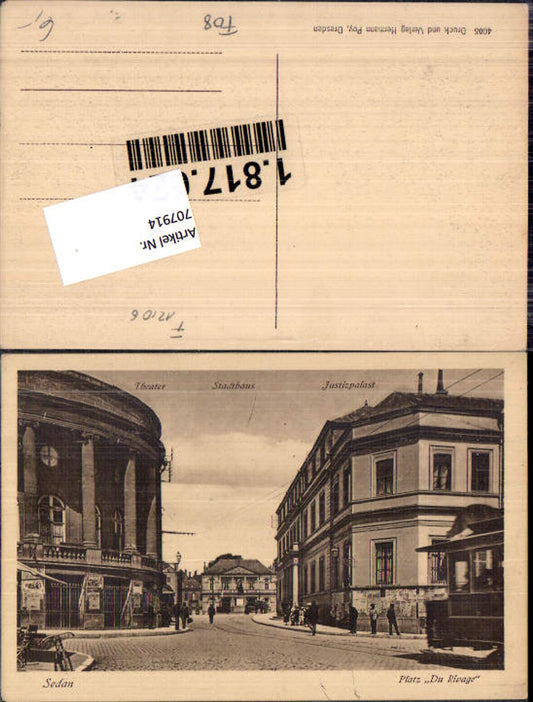 6,-
F08
4085 Druck und Verlag Hermann Poy, Dresden
1.817.
Artikel Nr.
707914
F
12106
Theater Stadthaus Justizpalast
Sedan Platz „Du Rivage"